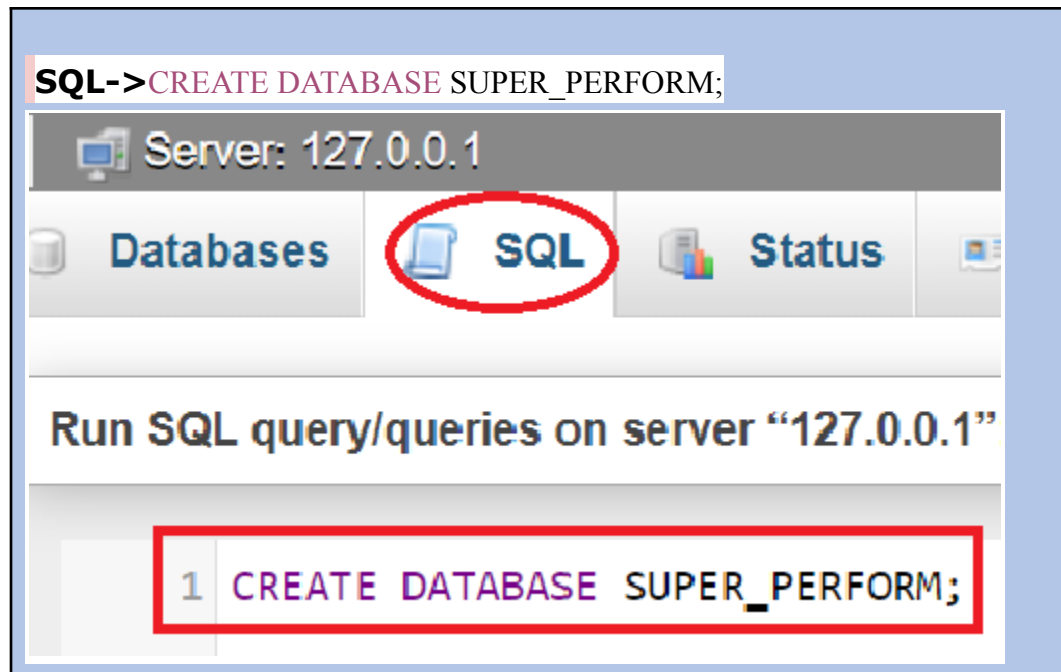 SQL->CREATE DATABASE SUPER_PERFORM;
Server: 127.0.0.1
Databases SQL Status
Run SQL query/queries on server “127.0.0.1”
1 CREATE DATABASE SUPER_PERFORM;